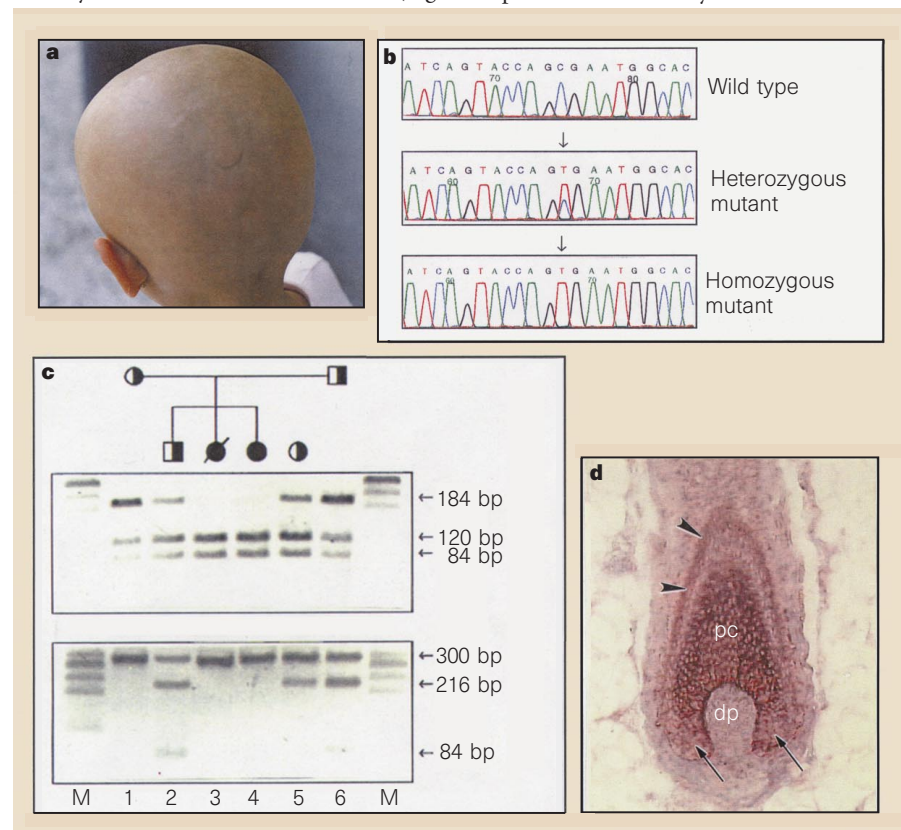 a
b
A T C A G T A C C A G C G A A T G G C A C
70 80
Wild type
↓
A T C A G T A C C A G T G A A T G G C A C
60 70
Heterozygous
mutant
↓
A T C A G T A C C A G T G A A T G G C A C
60 70
Homozygous
mutant
c
←184 bp
←120 bp
← 84 bp
←300 bp
←216 bp
←84 bp
M 1 2 3 4 5 6 M
d
pc
dp